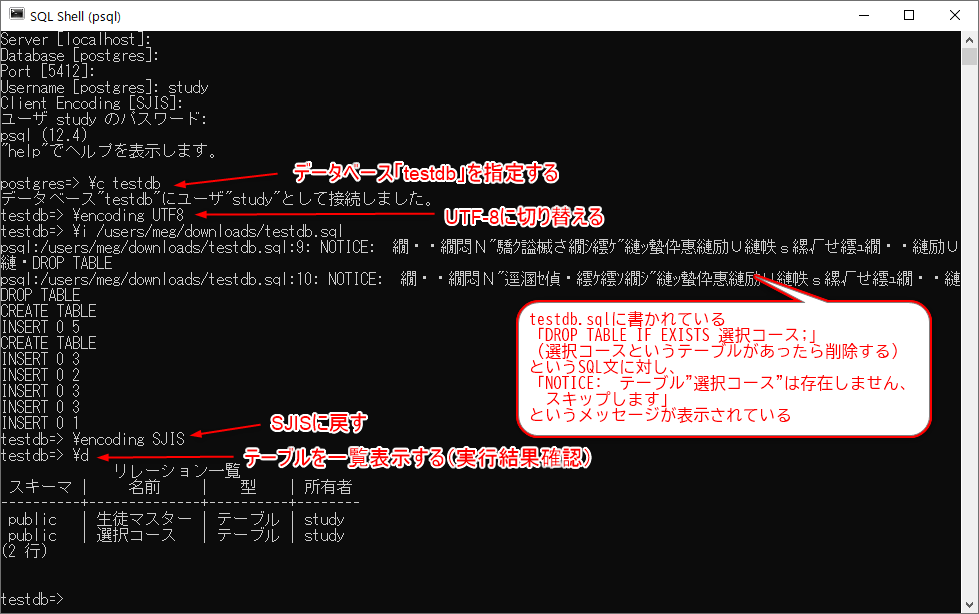 SQL Shell (psql)
Server [localhost]:
Database [postgres]:
Port [5412]:
Username [postgres]: study
Client Encoding [SJIS]:
ユーザ study のパスワード:
psql (12.4)
"help"でヘルプを表示します。
postgres=> ¥c testdb
データベース「testdb」を指定する
データベース"testdb"にユーザ"study"として接続しました。
testdb=> ¥encoding UTF8
UTF-8に切り替える
testdb=> ¥i /users/meg/downloads/testdb.sql
psql:/users/meg/downloads/testdb.sql:9: NOTICE:
DROP TABLE
psql:/users/meg/downloads/testdb.sql:10: NOTICE:
DROP TABLE
CREATE TABLE
INSERT 0 5
CREATE TABLE
INSERT 0 3
INSERT 0 2
INSERT 0 3
INSERT 0 3
INSERT 0 1
testdb.sqlに書かれている
「DROP TABLE IF EXISTS 選択コース;」
（選択コースというテーブルがあったら削除する）
というSQL文に対し、
「NOTICE: テーブル"選択コース"は存在しません、
スキップします」
というメッセージが表示されている
SJISに戻す
testdb=> ¥encoding SJIS
testdb=> ¥d
テーブルを一覧表示する（実行結果確認）
リレーション一覧
スキーマ | 名前 | 型 | 所有者
----------+--------------+----------+--------
public | 生徒マスター | テーブル | study
public | 選択コース | テーブル | study
(2 行)
testdb=>